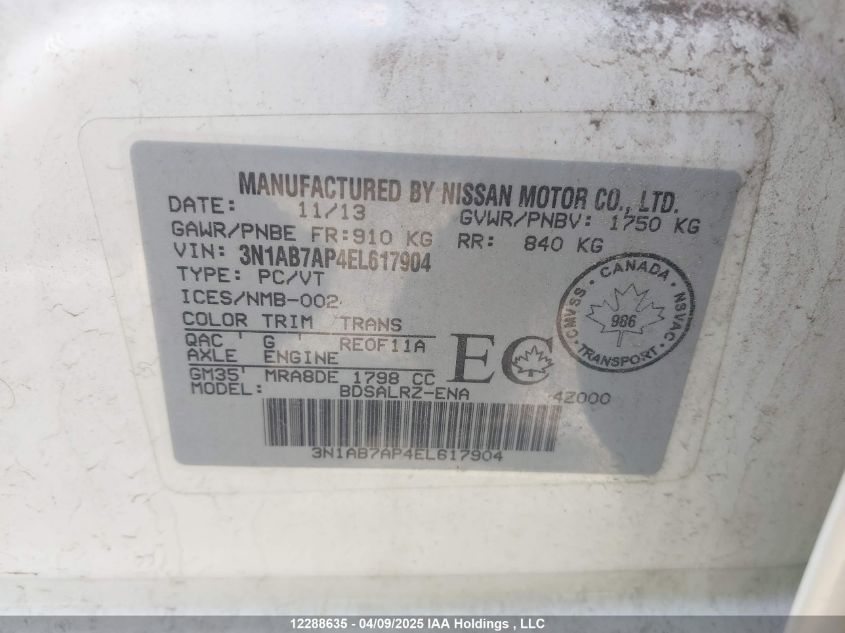 MANUFACTURED BY NISSAN MOTOR CO., LTD.
DATE: 11/13 GVWR/PNBV: 1750 KG
GAWR/PNBE FR:910 KG RR: 840 KG
VIN: 3N1AB7AP4EL617904
TYPE: PC/VT
ICES/NMB-002
COLOR TRIM TRANS
QAC ' G ' RE0F11A
AXLE ENGINE
GM35' MRA8DE 1798 CC
MODEL: BDSALRZ-ENA 4Z000
EC
CANADA
CMVSS NSVAC
986
TRANSPORT
3N1AB7AP4EL617904
12288635 - 04/09/2025 IAA Holdings , LLC